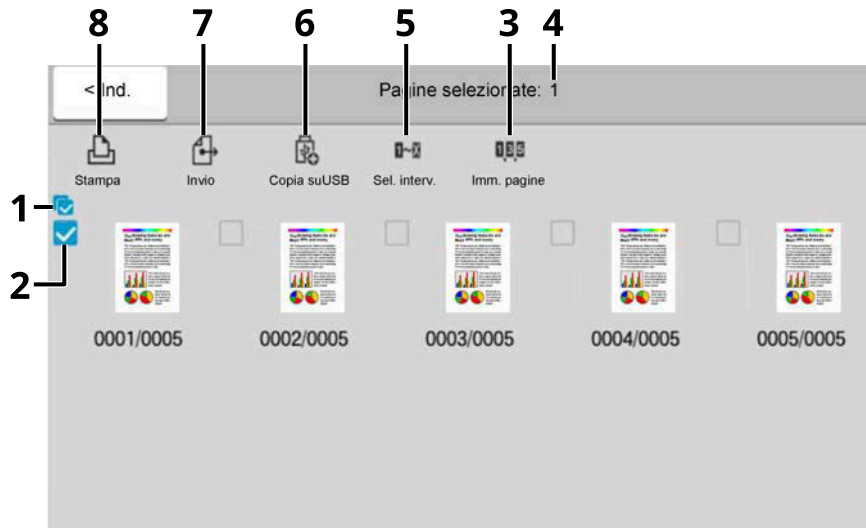 8 7 6 5 3 4
< Ind. Pagine selezionate: 1
Stampa Invio Copia suUSB Sel. interv. Imm. pagine
1
2
0001/0005 0002/0005 0003/0005 0004/0005 0005/0005